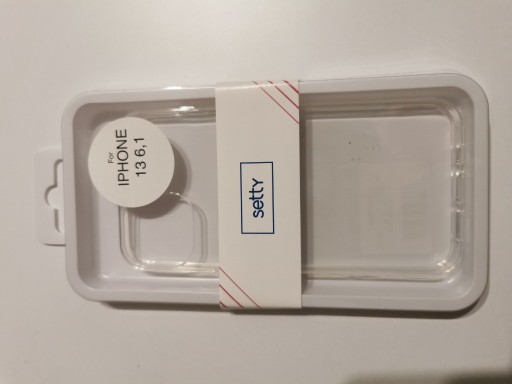 For
IPHONE
13 6,1
setty